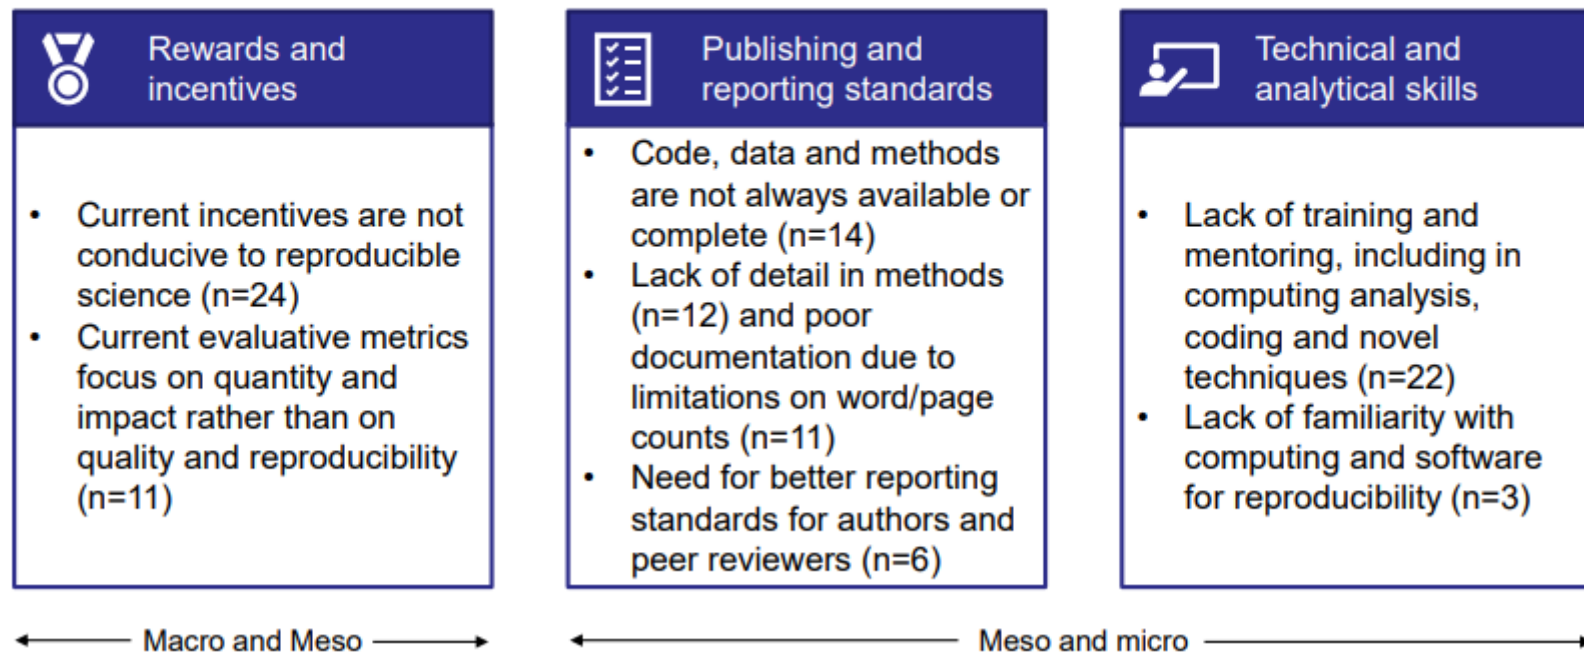 Rewards and
incentives
• Current incentives are not
conducive to reproducible
science (n=24)
• Current evaluative metrics
focus on quantity and
impact rather than on
quality and reproducibility
(n=11)
Publishing and
reporting standards
• Code, data and methods
are not always available or
complete (n=14)
• Lack of detail in methods
(n=12) and poor
documentation due to
limitations on word/page
counts (n=11)
• Need for better reporting
standards for authors and
peer reviewers (n=6)
Technical and
analytical skills
• Lack of training and
mentoring, including in
computing analysis,
coding and novel
techniques (n=22)
• Lack of familiarity with
computing and software
for reproducibility (n=3)
Macro and Meso
Meso and micro